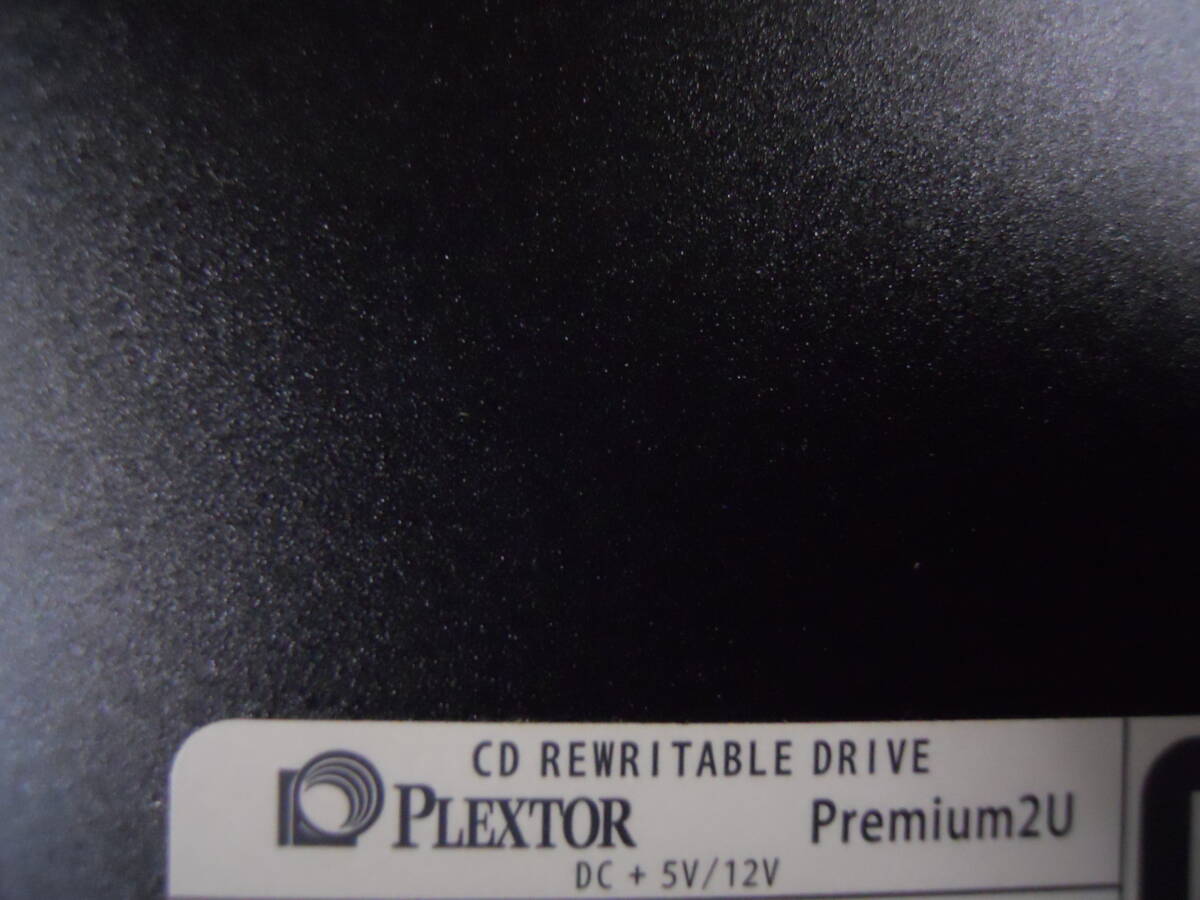 CD REWRITABLE DRIVE
PLEXTOR Premium2U
DC + 5V/12V